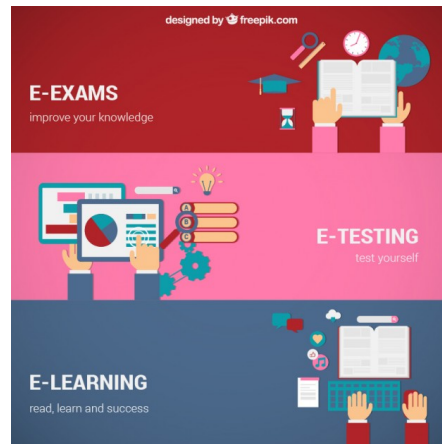 designed by freepik.com
E-EXAMS
improve your knowledge
A
B
C
E-TESTING
test yourself
E-LEARNING
read, learn and success